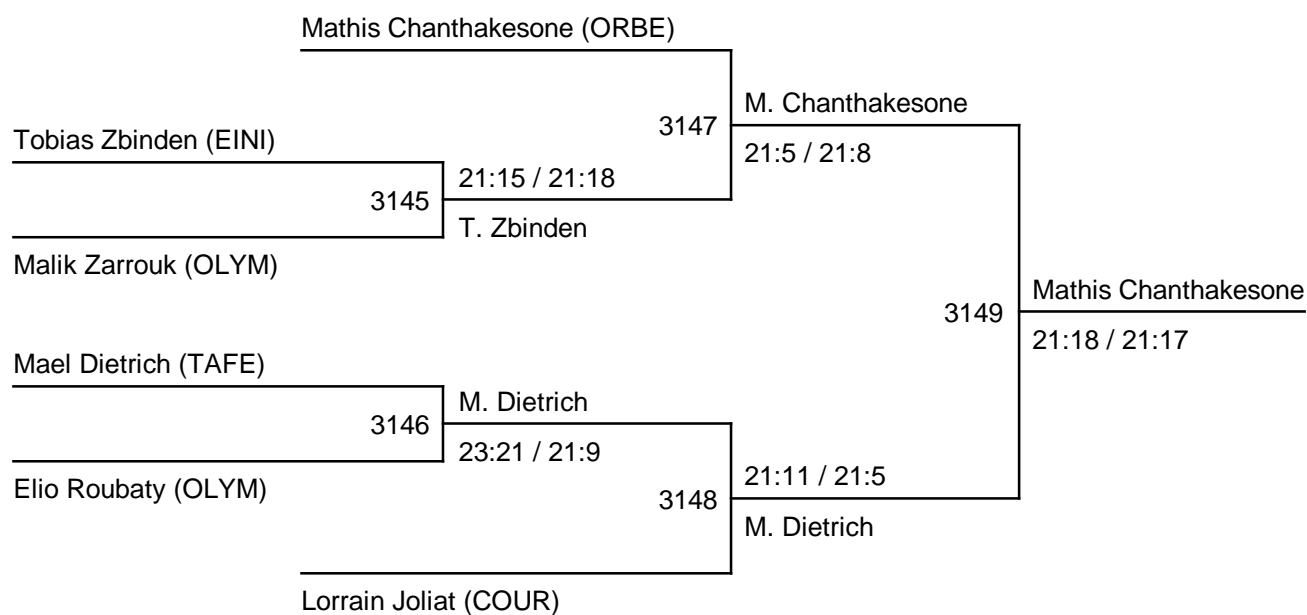 Mathis Chanthakesone (ORBE)
3147
M. Chanthakesone
21:5 / 21:8
Tobias Zbinden (EINI)
3145
21:15 / 21:18
T. Zbinden
Malik Zarrouk (OLYM)
3149
Mathis Chanthakesone
21:18 / 21:17
Mael Dietrich (TAFE)
3146
M. Dietrich
23:21 / 21:9
Elio Roubaty (OLYM)
3148
21:11 / 21:5
M. Dietrich
Lorrain Joliat (COUR)